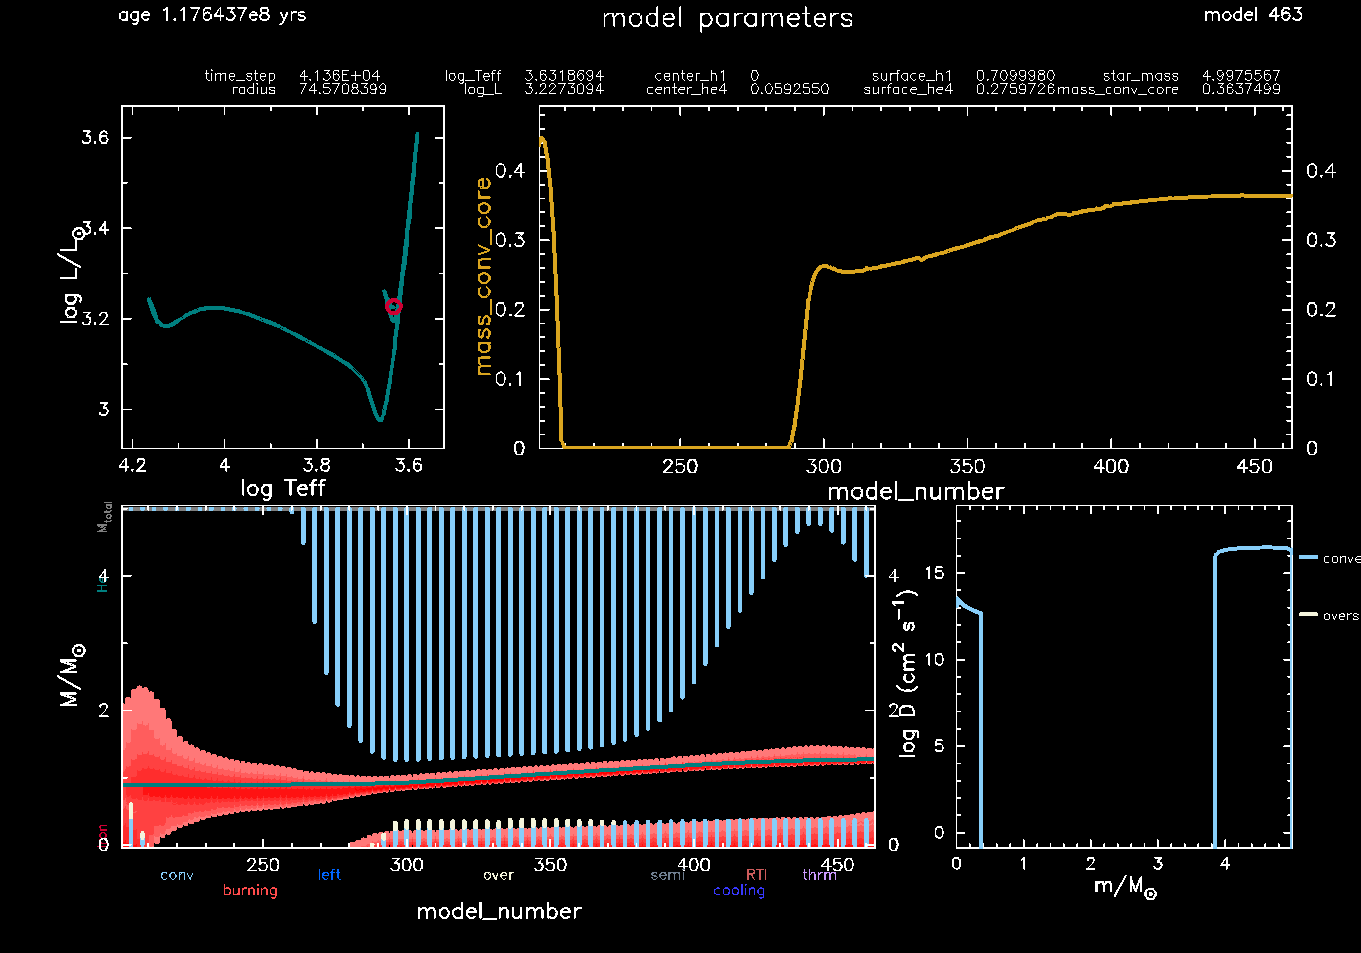 age 1.176437e8 yrs
model parameters
model 463
time_step 4.136E+04 log_Teff 3.6318694 center_h1 0 surface_h1 0.7099980 star_mass 4.9975567
radius 74.5708399 log_L 3.2273094 center_he4 0.0592550 surface_he4 0.2759726 mass_conv_core 0.3637499
log L/L⊙
3.6
3.4
3.2
3
4.2 4 3.8 3.6
log Teff
mass_conv_core
0.4 0.4
0.3 0.3
0.2 0.2
0.1 0.1
0 0
250 300 350 400 450
model_number
M/M⊙
Mtotal
He
4 4
2 2
0 0
250 300 350 400 450
conv left over semi RTI thrm
burning cooling
model_number
log D (cm² s⁻¹)
15
10
5
0
0 1 2 3 4
m/M⊙
conve
overs